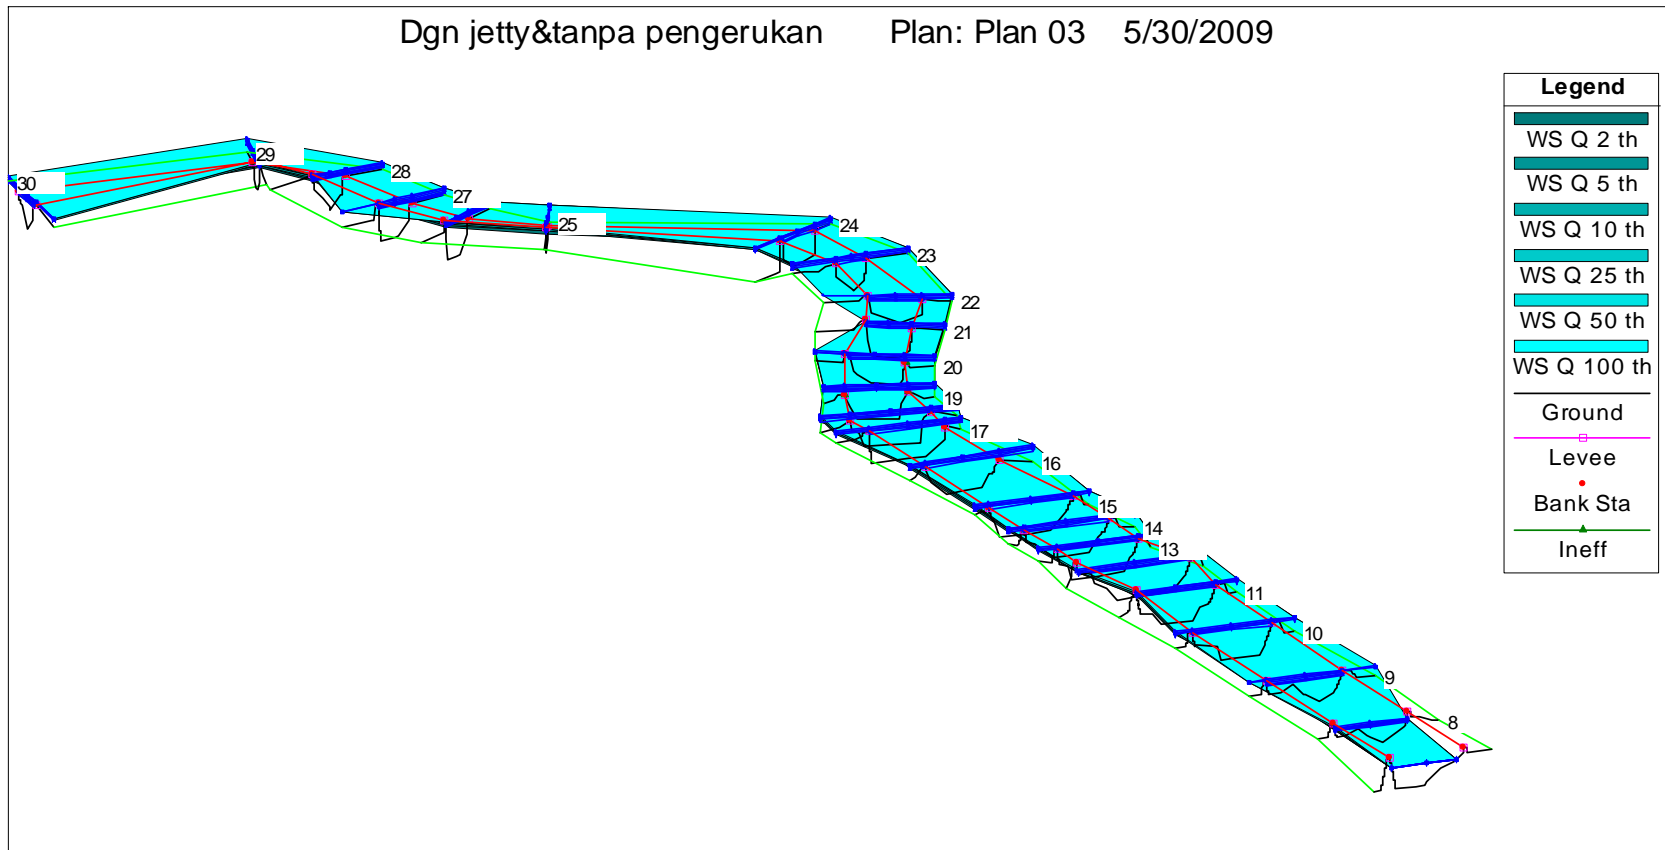 Dgn jetty&tanpa pengerukan Plan: Plan 03 5/30/2009
Legend
WS Q 2 th
WS Q 5 th
WS Q 10 th
WS Q 25 th
WS Q 50 th
WS Q 100 th
Ground
Levee
Bank Sta
Ineff
30
29
28
27
25
24
23
22
21
20
19
17
16
15
14
13
11
10
9
8